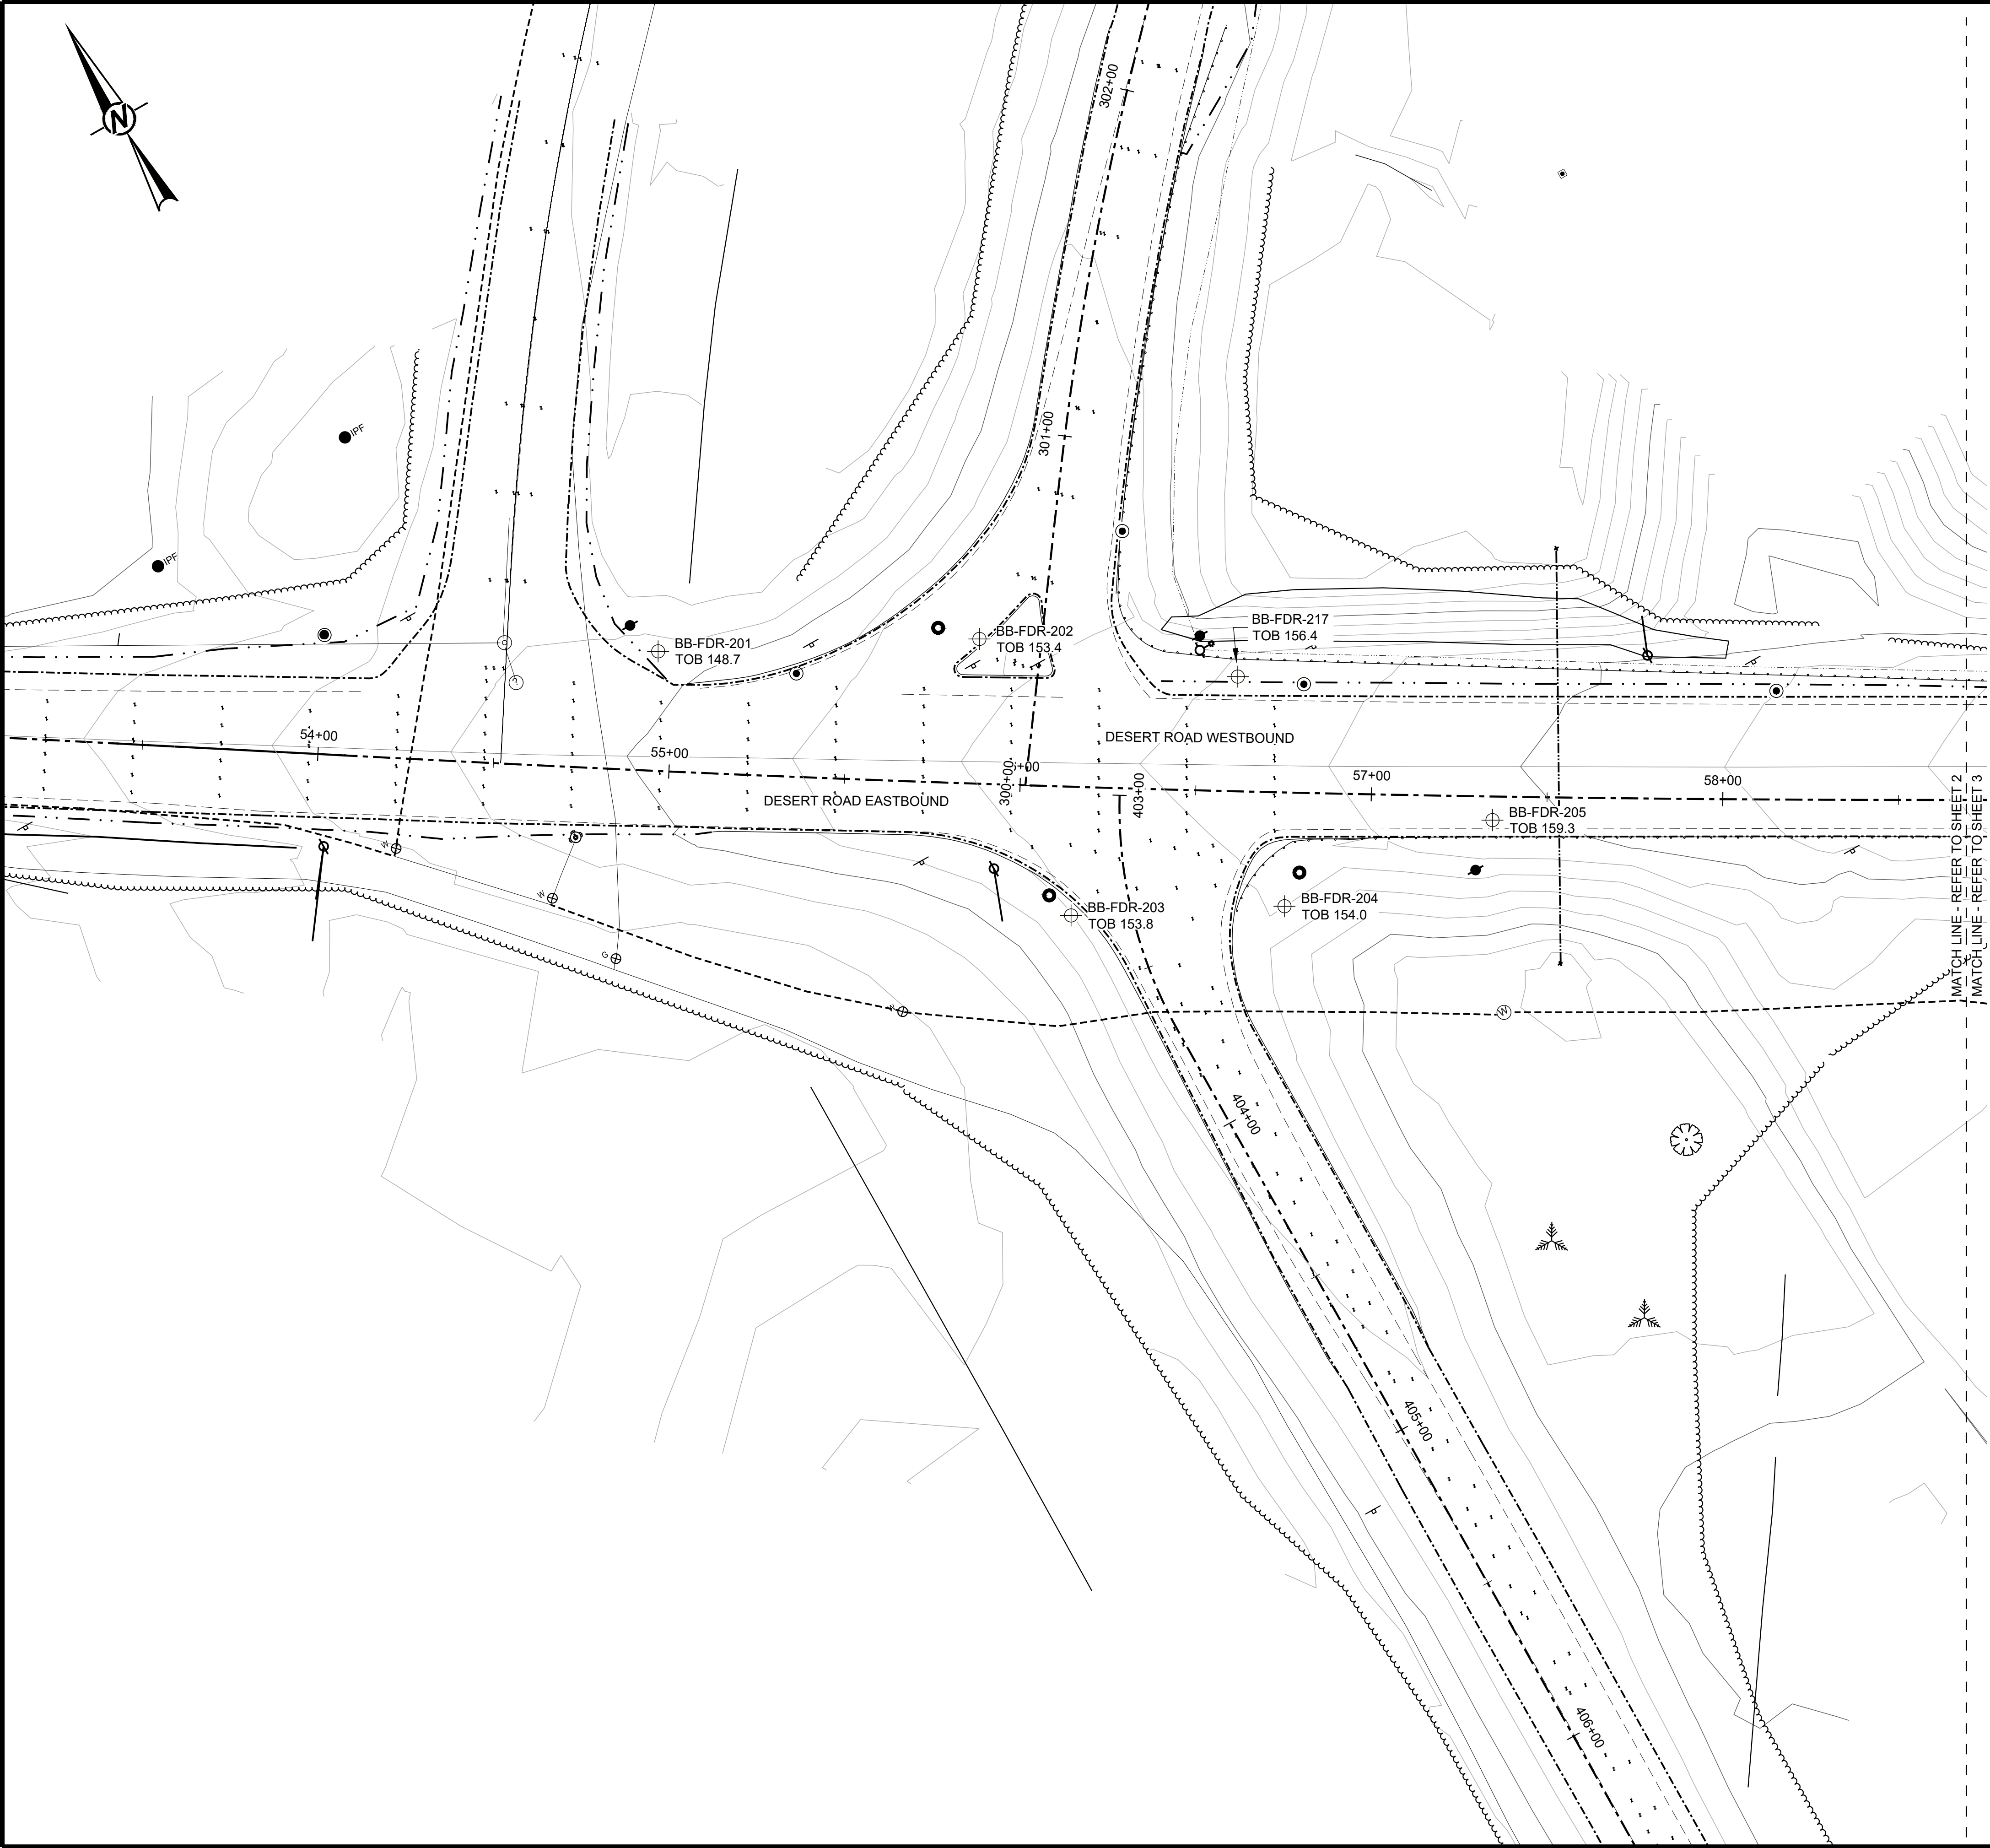 N
302+00
301+00
IPF
IPF
BB-FDR-201
TOB 148.7
BB-FDR-202
TOB 153.4
BB-FDR-217
TOB 156.4
54+00
55+00
300+00
+00
57+00
58+00
DESERT ROAD WESTBOUND
DESERT ROAD EASTBOUND
403+00
BB-FDR-205
TOB 159.3
W
W
G
W
W
BB-FDR-203
TOB 153.8
BB-FDR-204
TOB 154.0
MATCH LINE - REFER TO SHEET 2
MATCH LINE - REFER TO SHEET 3
404+00
405+00
406+00